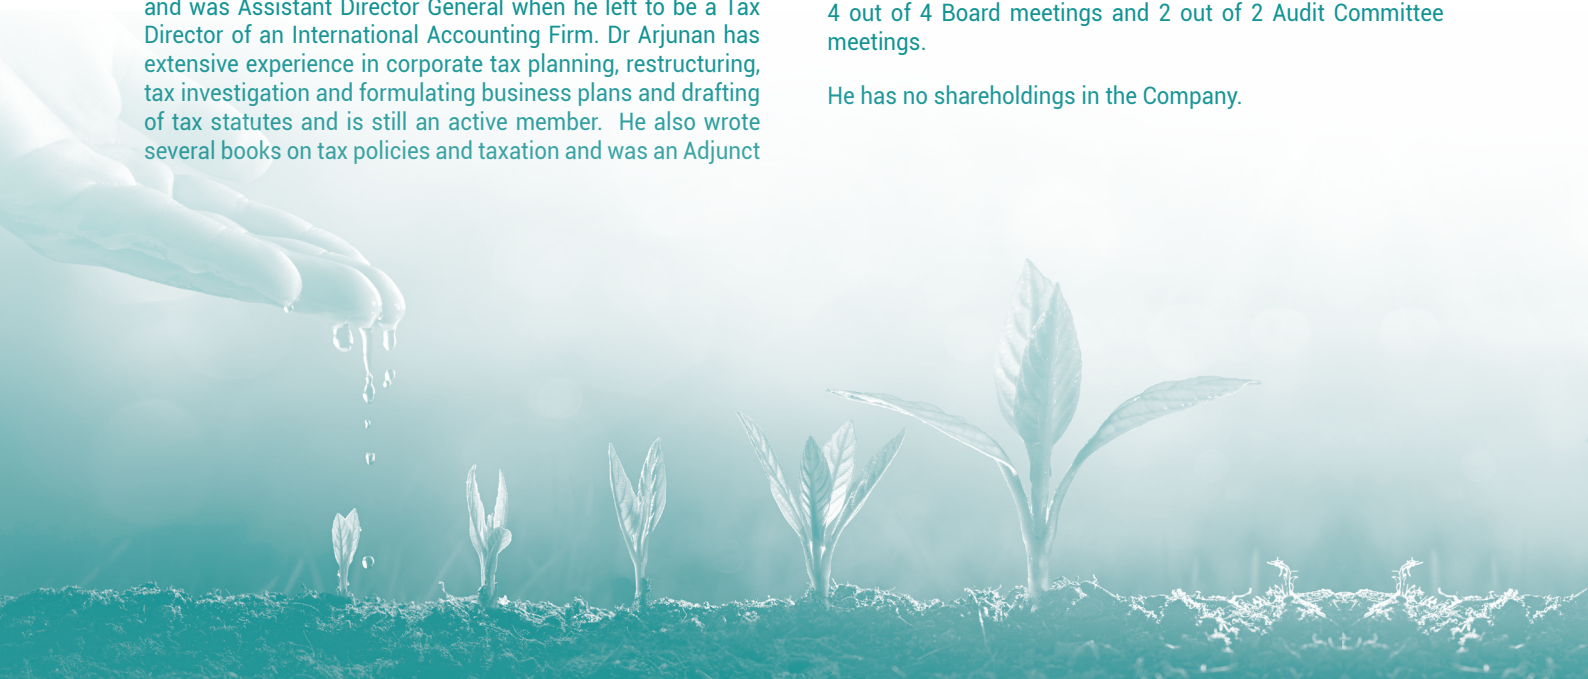 and was Assistant Director General when he left to be a Tax
Director of an International Accounting Firm. Dr Arjunan has
extensive experience in corporate tax planning, restructuring,
tax investigation and formulating business plans and drafting
of tax statutes and is still an active member.  He also wrote
several books on tax policies and taxation and was an Adjunct
4 out of 4 Board meetings and 2 out of 2 Audit Committee
meetings.
He has no shareholdings in the Company.